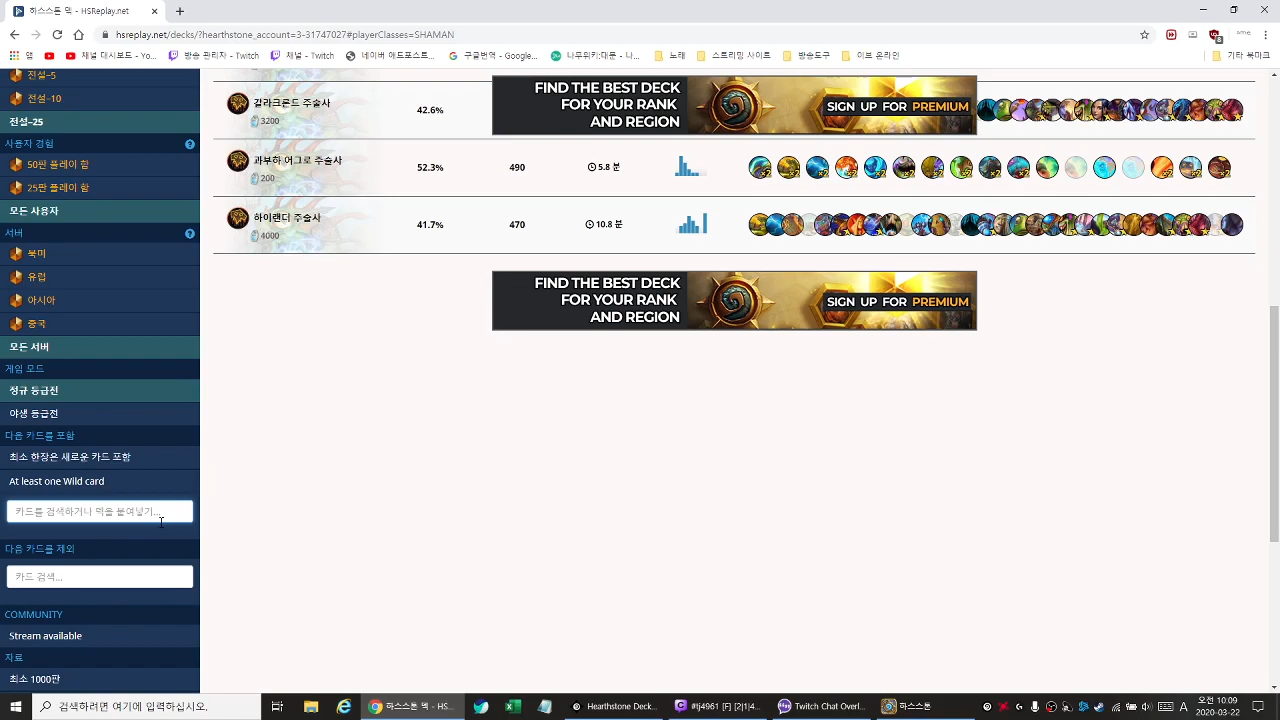 하스스톤 덱 - HSReplay.net
hsreplay.net/decks/?hearthstone_account=3-31747027#playerClasses=SHAMAN
앱
채널 대시보드 - Yo...
방송 관리자 - Twitch
채널 - Twitch
네이버 애드포스트...
구글번역 - Google...
나무위키:대문 - 나...
노래
스트리밍 사이트
방송도구
이브 온라인
기타 북마크
전설-5
전설-10
전설-25
사용자 경험
50판 플레이 함
25판 플레이 함
모든 사용자
서버
북미
유럽
아시아
중국
모든 서버
게임 모드
정규 등급전
야생 등급전
다음 카드를 포함
최소 한장은 새로운 카드 포함
At least one Wild card
카드를 검색하거나 덱을 붙여넣기...
다음 카드를 제외
카드 검색...
COMMUNITY
Stream available
자료
최소 1000판
갈라크론드 주술사
3200
42.6%
FIND THE BEST DECK
FOR YOUR RANK
AND REGION
SIGN UP FOR PREMIUM
과부하 어그로 주술사
200
52.3%
490
5.8 분
하이랜더 주술사
4000
41.7%
470
10.8 분
FIND THE BEST DECK
FOR YOUR RANK
AND REGION
SIGN UP FOR PREMIUM
검색하려면 여기에 입력하십시오.
하스스톤 덱 - HS...
Hearthstone Deck...
#tj4961 [F] [2]1[4...
Twitch Chat Overl...
하스스톤
A
오전 10:09
2020-03-22